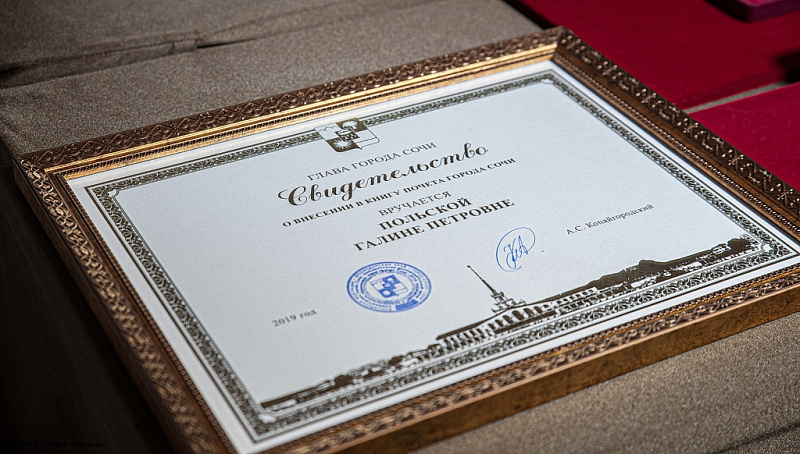 ГЛАВА ГОРОДА СОЧИ
Свидетельство
О ВНЕСЕНИИ В КНИГУ ПОЧЕТА ГОРОДА СОЧИ
ВРУЧАЕТСЯ
ПОЛЬСКОЙ
ГАЛИНЕ ПЕТРОВНЕ
А.С. Копайгородский
2019 год